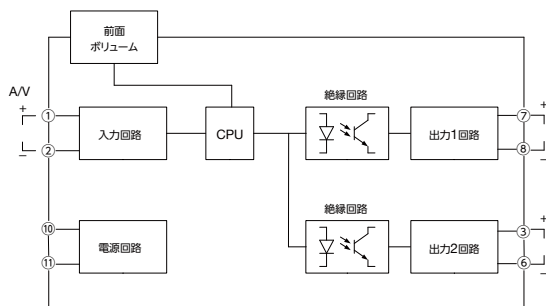 前面
ボリューム
A/V
+
①
入力回路
CPU
絶縁回路
出力1回路
⑦
+
−
②
⑧
−
⑩
電源回路
⑪
絶縁回路
出力2回路
③
+
⑥
−